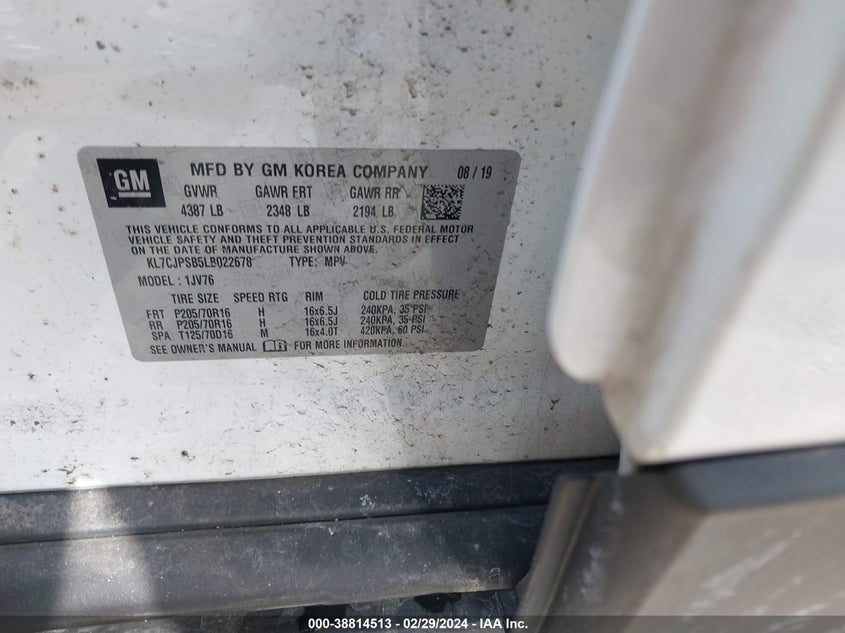 GM
MFD BY GM KOREA COMPANY 08 / 19
GVWR GAWR FRT GAWR RR
4387 LB 2348 LB 2194 LB
THIS VEHICLE CONFORMS TO ALL APPLICABLE U.S. FEDERAL MOTOR
VEHICLE SAFETY AND THEFT PREVENTION STANDARDS IN EFFECT
ON THE DATE OF MANUFACTURE SHOWN ABOVE.
KL7CJPSB5LB022678 TYPE: MPV
MODEL : 1JV76
TIRE SIZE SPEED RTG RIM COLD TIRE PRESSURE
FRT P205/70R16 H 16x6.5J 240KPA, 35 PSI
RR P205/70R16 H 16x6.5J 240KPA, 35 PSI
SPA T125/70D16 M 16x4.0T 420KPA, 60 PSI
SEE OWNER'S MANUAL FOR MORE INFORMATION.
000-38814513 - 02/29/2024 - IAA Inc.